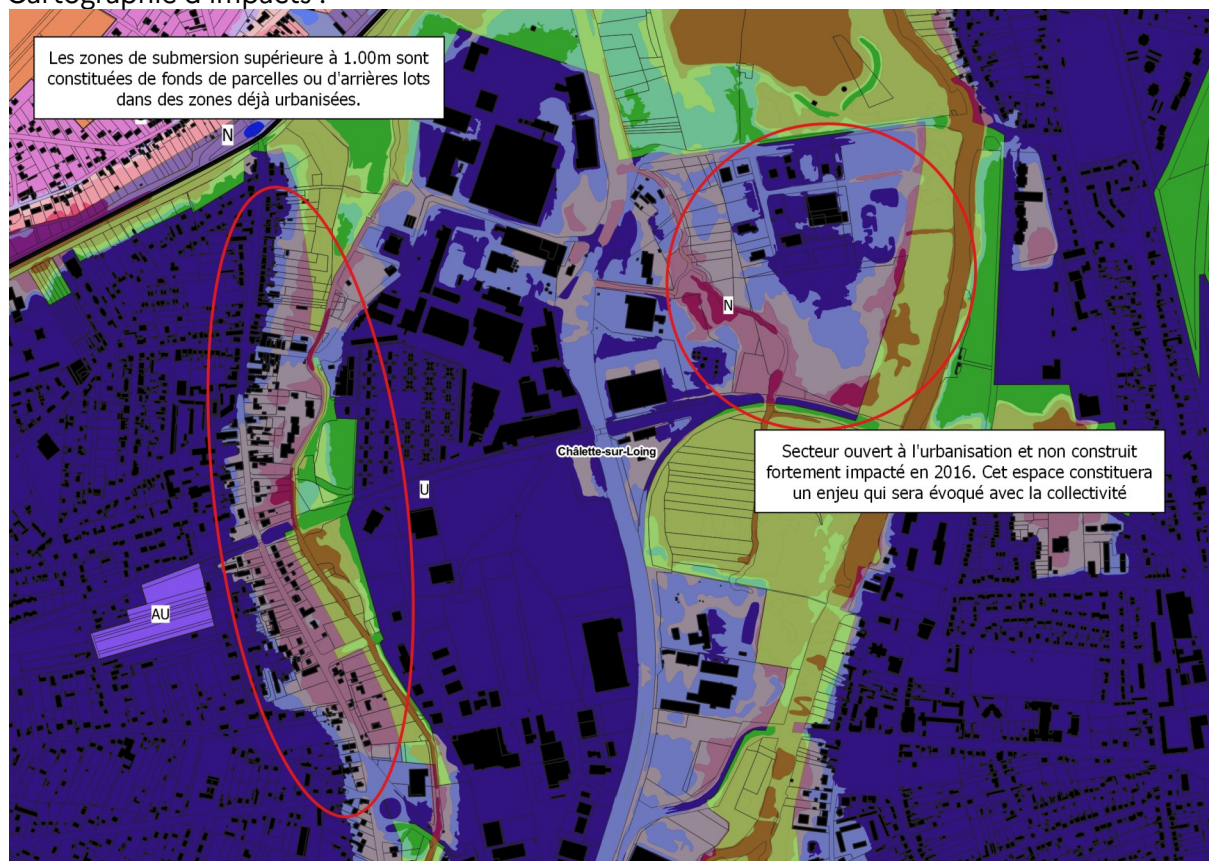 Cartographie d'impacts :
Les zones de submersion supérieure à 1.00m sont
constituées de fonds de parcelles ou d'arrières lots
dans des zones déjà urbanisées.
N
N
Châlette-sur-Loing
Secteur ouvert à l'urbanisation et non construit
fortement impacté en 2016. Cet espace constituera
un enjeu qui sera évoqué avec la collectivité
U
AU